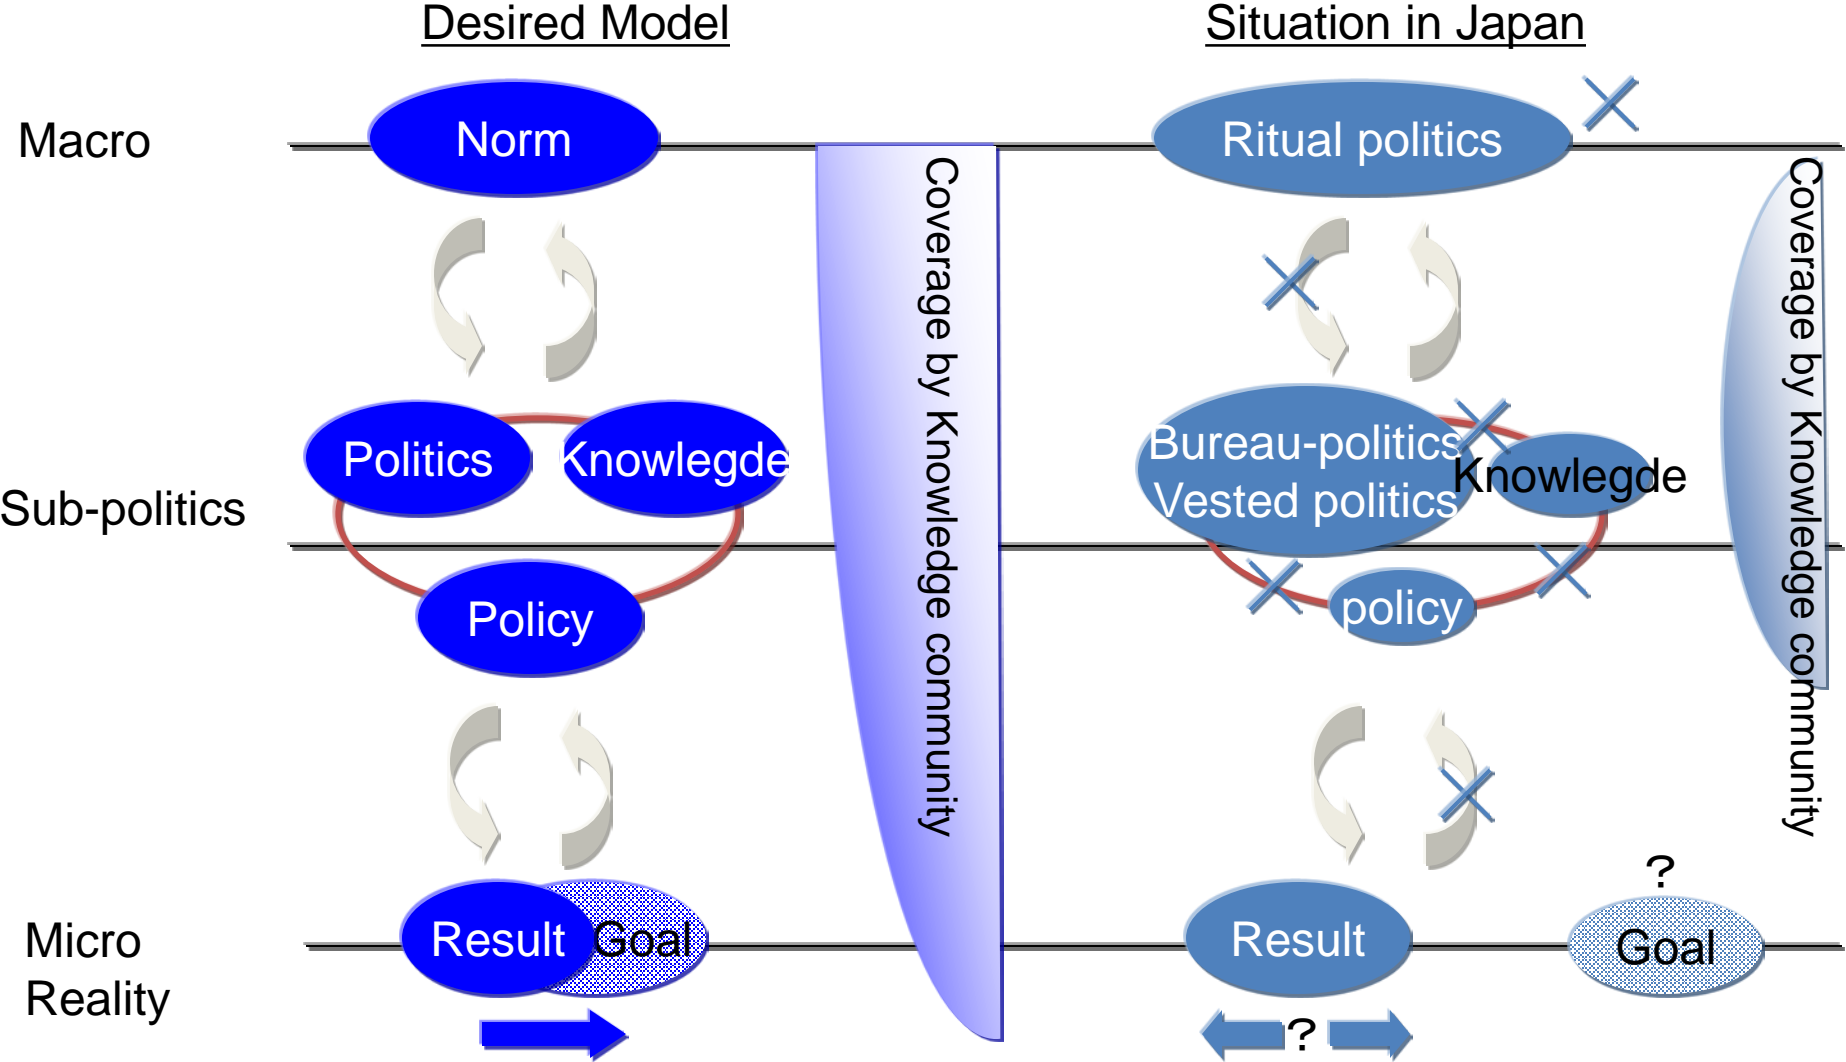 Desired Model
Situation in Japan
Macro
Norm
Ritual politics
Coverage by Knowledge community
Coverage by Knowledge community
Sub-politics
Politics
Knowlegde
Policy
Bureau-politics
Vested politics
Knowlegde
policy
Micro
Reality
Result
Goal
Result
?
Goal
?